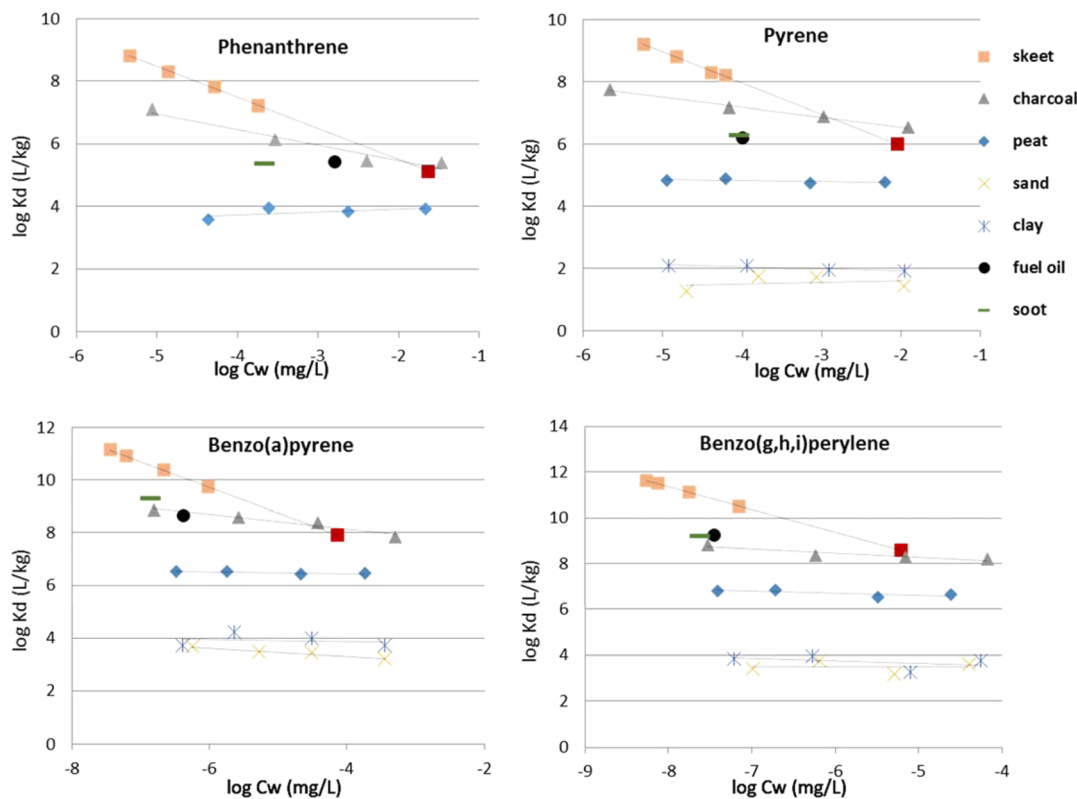 Phenanthrene
log Kd (L/kg)
10
8
6
4
2
0
-6 -5 -4 -3 -2 -1
log Cw (mg/L)
Pyrene
log Kd (L/kg)
10
8
6
4
2
0
-6 -5 -4 -3 -2 -1
log Cw (mg/L)
skeet
charcoal
peat
sand
clay
fuel oil
soot
Benzo(a)pyrene
log Kd (L/kg)
12
10
8
6
4
2
0
-8 -6 -4 -2
log Cw (mg/L)
Benzo(g,h,i)perylene
log Kd (L/kg)
14
12
10
8
6
4
2
0
-9 -8 -7 -6 -5 -4
log Cw (mg/L)